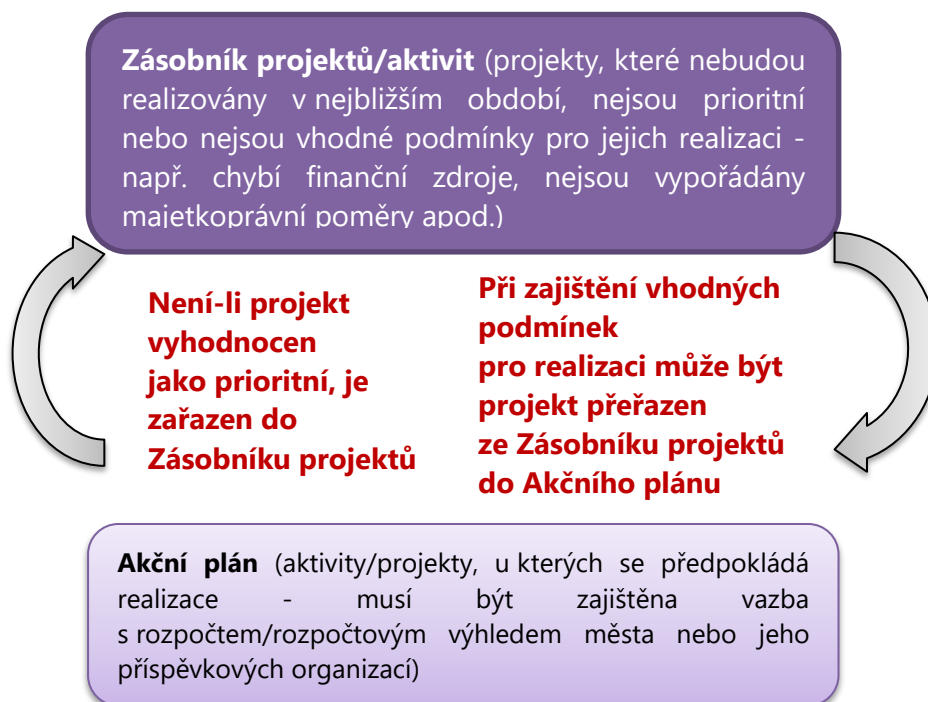 Zásobník projektů/aktivit (projekty, které nebudou
realizovány v nejbližším období, nejsou prioritní
nebo nejsou vhodné podmínky pro jejich realizaci -
např. chybí finanční zdroje, nejsou vypořádány
majetkoprávní poměry apod.)
Není-li projekt
vyhodnocen
jako prioritní, je
zařazen do
Zásobníku projektů
Při zajištění vhodných
podmínek
pro realizaci může být
projekt přeřazen
ze Zásobníku projektů
do Akčního plánu
Akční plán (aktivity/projekty, u kterých se předpokládá
realizace - musí být zajištěna vazba
s rozpočtem/rozpočtovým výhledem města nebo jeho
příspěvkových organizací)